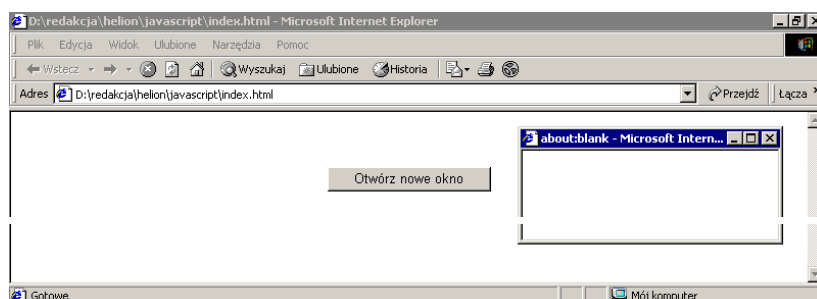 D:\redakcja\helion\javascript\index.html - Microsoft Internet Explorer
Plik Edycja Widok Ulubione Narzędzia Pomoc
Wstecz Wyszukaj Ulubione Historia
Adres D:\redakcja\helion\javascript\index.html Przejdź Łącza
about:blank - Microsoft Intern...
Otwórz nowe okno
Gotowe Mój komputer